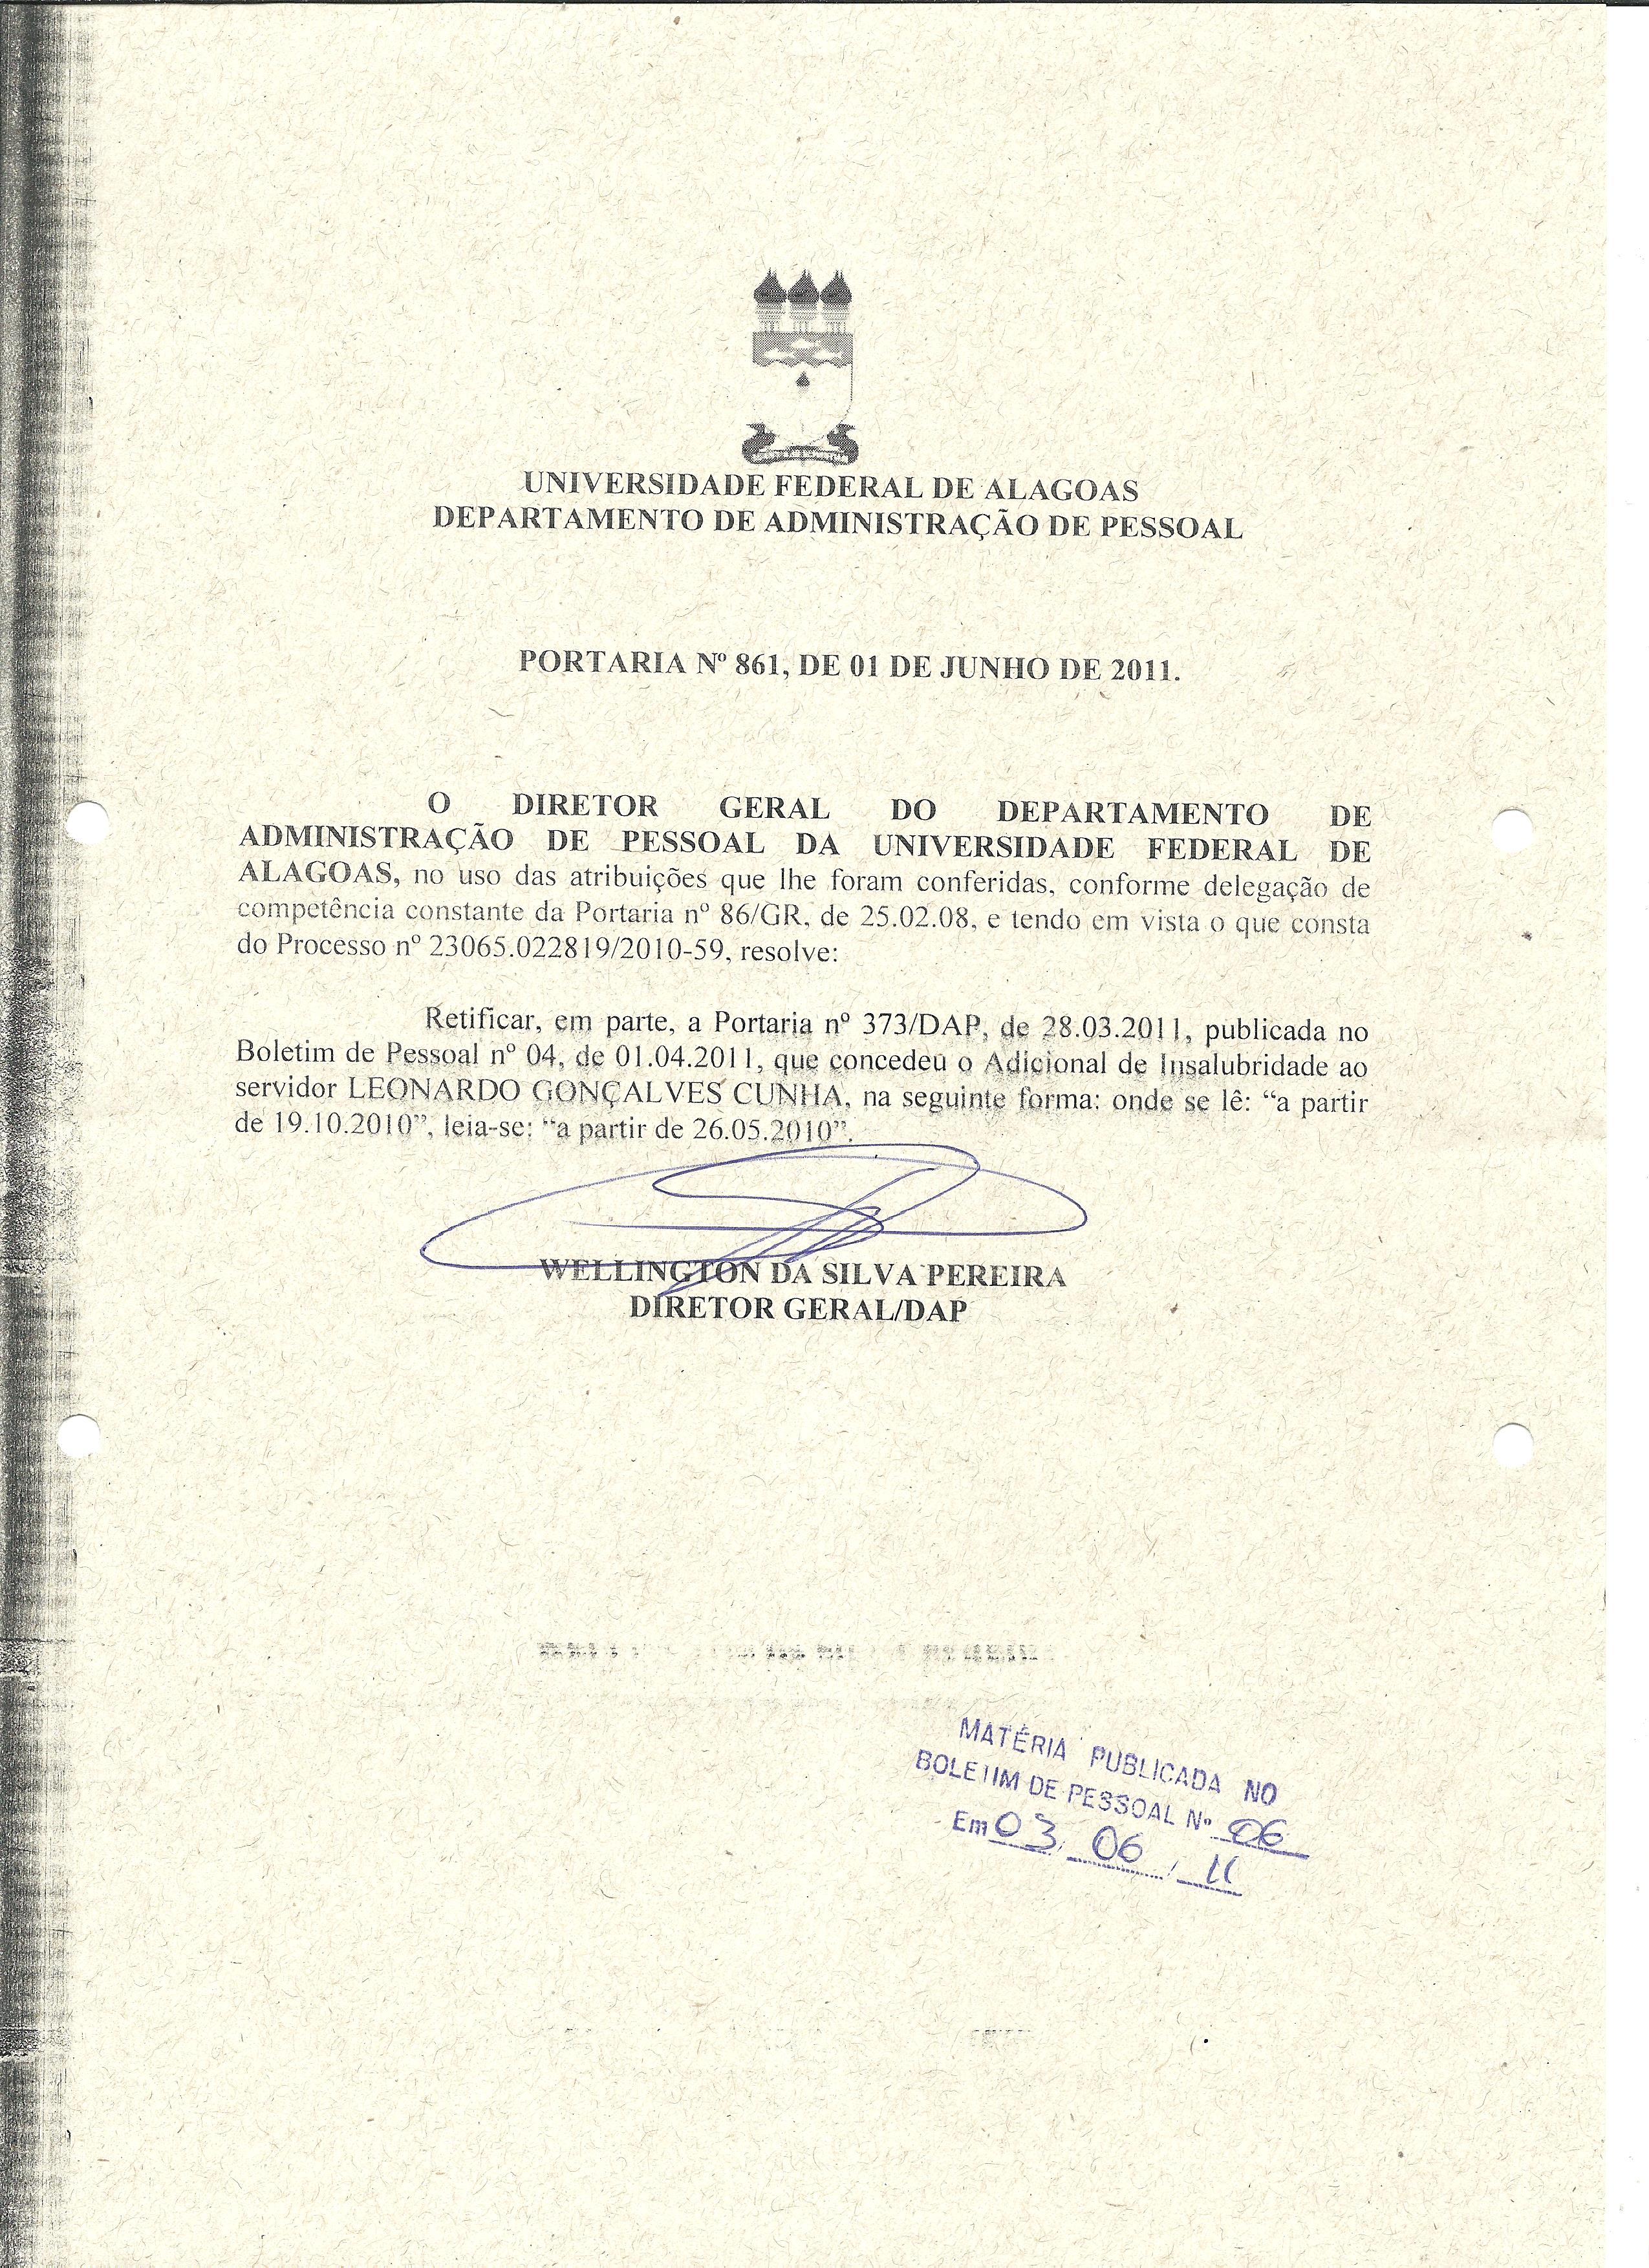 UNIVERSIDADE FEDERAL DE ALAGOAS
DEPARTAMENTO DE ADMINISTRAÇÃO DE PESSOAL
PORTARIA Nº 861, DE 01 DE JUNHO DE 2011.
O DIRETOR GERAL DO DEPARTAMENTO DE
ADMINISTRAÇÃO DE PESSOAL DA UNIVERSIDADE FEDERAL DE
ALAGOAS, no uso das atribuições que lhe foram conferidas, conforme delegação de
competência constante da Portaria nº 86/GR, de 25.02.08, e tendo em vista o que consta
do Processo nº 23065.022819/2010-59, resolve:
Retificar, em parte, a Portaria nº 373/DAP, de 28.03.2011, publicada no
Boletim de Pessoal nº 04, de 01.04.2011, que concedeu o Adicional de Insalubridade ao
servidor LEONARDO GONÇALVES CUNHA, na seguinte forma: onde se lê: “a partir
de 19.10.2010”, leia-se: “a partir de 26.05.2010”.
WELLINGTON DA SILVA PEREIRA
DIRETOR GERAL/DAP
MATÉRIA PUBLICADA NO
BOLETIM DE PESSOAL Nº 06
Em 03, 06 / 11